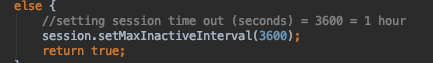 else {
//setting session time out (seconds) = 3600 = 1 hour
session.setMaxInactiveInterval(3600);
return true;
}